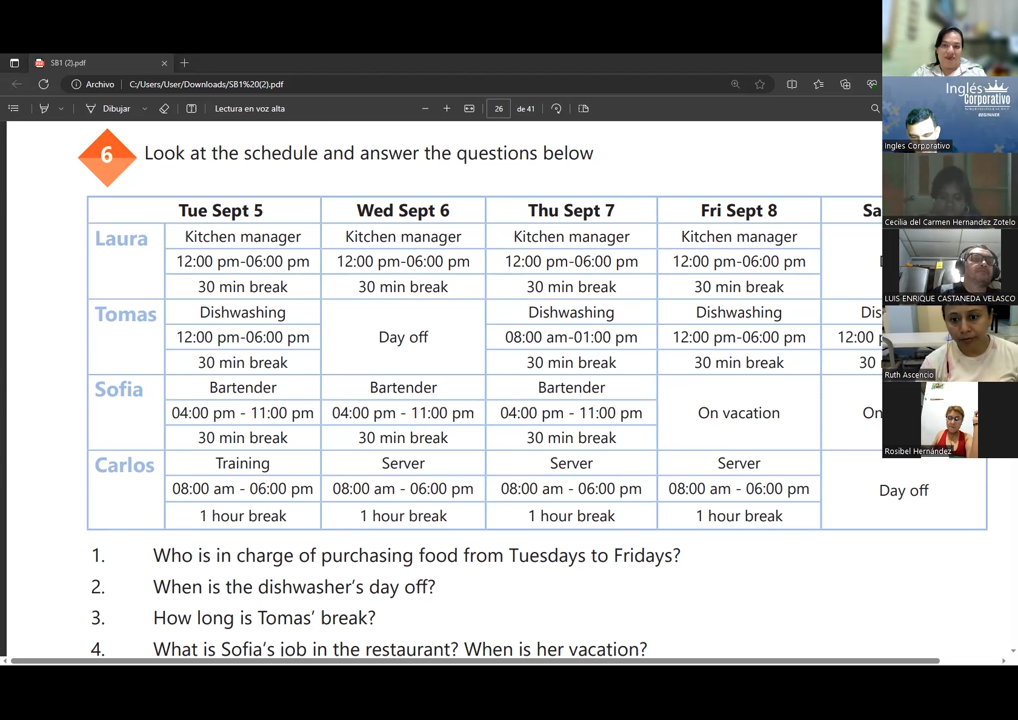 SB1 (2).pdf
Archivo C:/Users/User/Downloads/SB1%20(2).pdf
Dibujar Lectura en voz alta 26 de 41
6 Look at the schedule and answer the questions below
Tue Sept 5 Wed Sept 6 Thu Sept 7 Fri Sept 8 Sa
Laura Kitchen manager Kitchen manager Kitchen manager Kitchen manager
12:00 pm-06:00 pm 12:00 pm-06:00 pm 12:00 pm-06:00 pm 12:00 pm-06:00 pm
30 min break 30 min break 30 min break 30 min break
Tomas Dishwashing Day off Dishwashing Dishwashing Dis
12:00 pm-06:00 pm 08:00 am-01:00 pm 12:00 pm-06:00 pm 12:00 p
30 min break 30 min break 30 min break 30
Sofia Bartender Bartender Bartender On vacation On
04:00 pm - 11:00 pm 04:00 pm - 11:00 pm 04:00 pm - 11:00 pm
30 min break 30 min break 30 min break
Carlos Training Server Server Server Day off
08:00 am - 06:00 pm 08:00 am - 06:00 pm 08:00 am - 06:00 pm 08:00 am - 06:00 pm
1 hour break 1 hour break 1 hour break 1 hour break
1. Who is in charge of purchasing food from Tuesdays to Fridays?
2. When is the dishwasher's day off?
3. How long is Tomas' break?
4. What is Sofia's job in the restaurant? When is her vacation?
Inglés
Corporativo
BEGINNER
Ingles Corporativo
Cecilia del Carmen Hernandez Zotelo
LUIS ENRIQUE CASTANEDA VELASCO
Ruth Ascencio
Rosibel Hernández